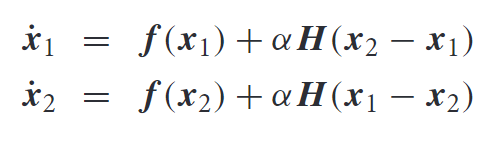 ẋ₁ = f(x₁) + αH(x₂ − x₁)
ẋ₂ = f(x₂) + αH(x₁ − x₂)